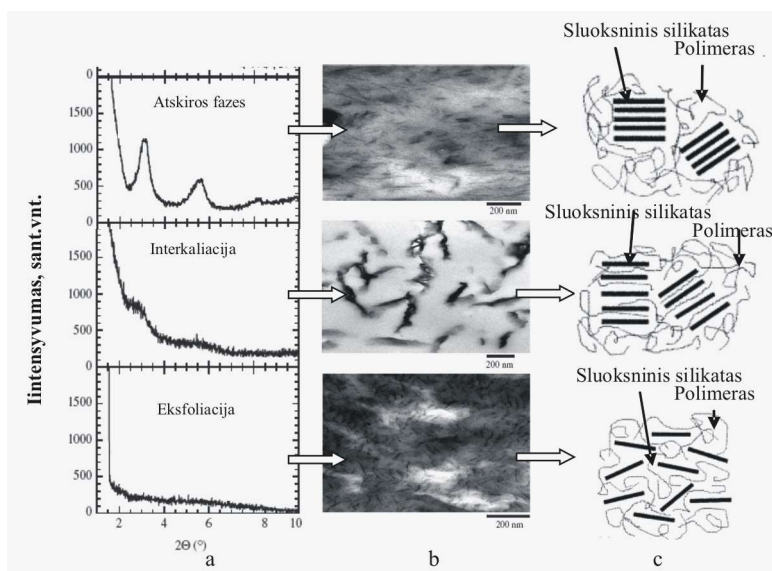 Sluoksninis silikatas
Polimeras
0
1500
Atskiros fazes
1000
500
0
200 nm
Sluoksninis silikatas
Polimeras
1500
Interkaliacija
1000
500
0
200 nm
Iintensyvumas, sant.vnt.
Sluoksninis silikatas
Polimeras
1500
Eksfoliacija
1000
500
0
200 nm
2 4 6 8 10
2Θ (°)
a b c